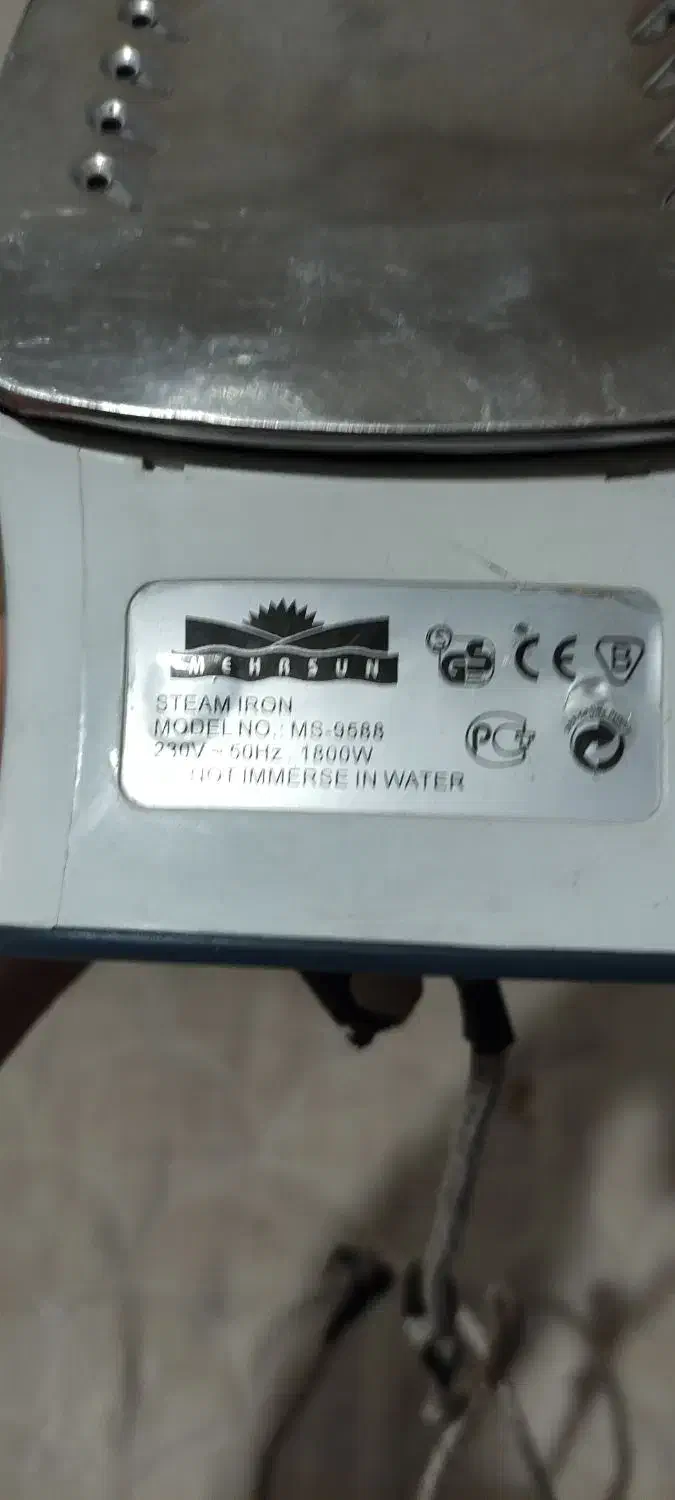 MEHRSUN
STEAM IRON
MODEL NO.: MS-9588
230V ~ 50Hz 1800W
NOT IMMERSE IN WATER
GS
CE
B
PC